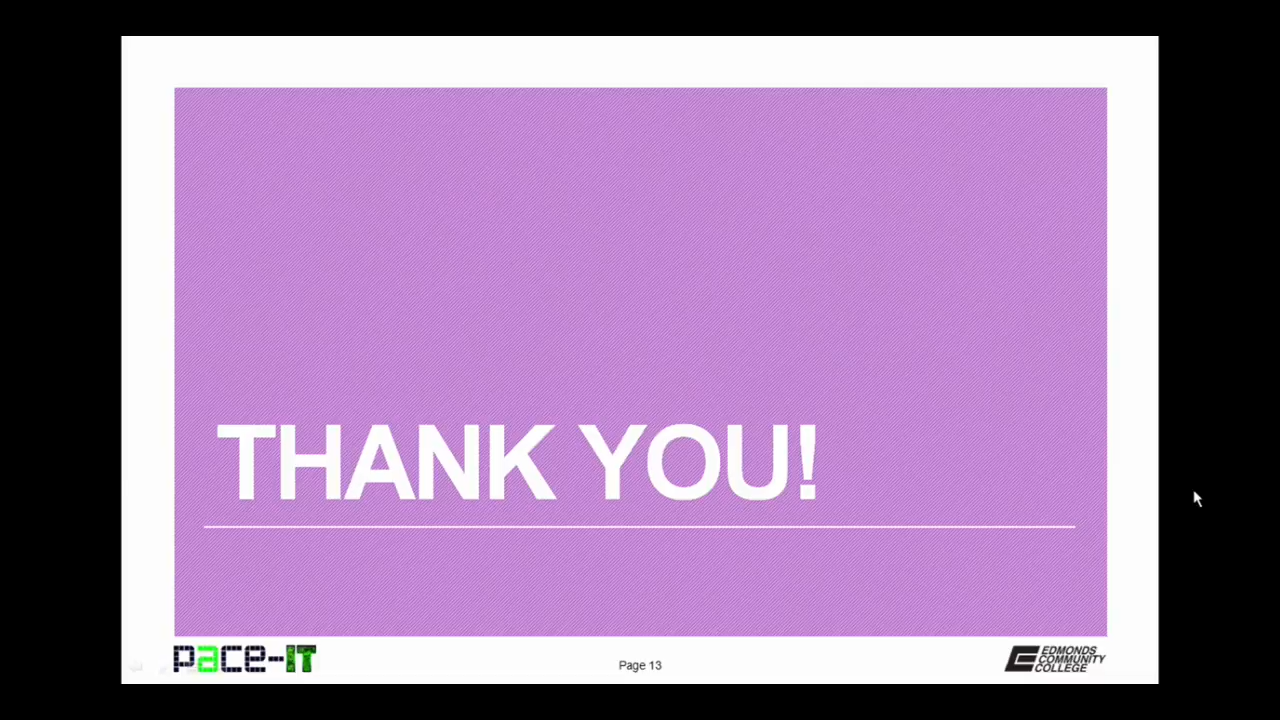 THANK YOU!
pace-IT
Page 13
EDMONDS
COMMUNITY
COLLEGE